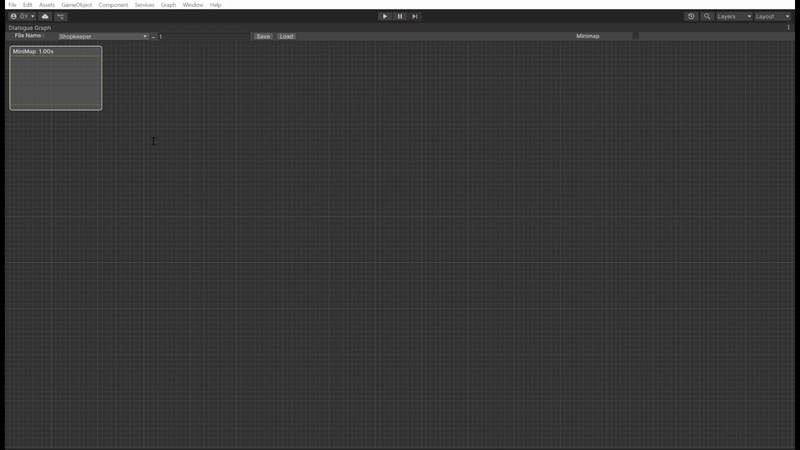 File Edit Assets GameObject Component Services Graph Window Help
ÖY Layers Layout
Dialogue Graph
File Name : Shopkeeper _ 1 Save Load Minimap
MiniMap 1.00x